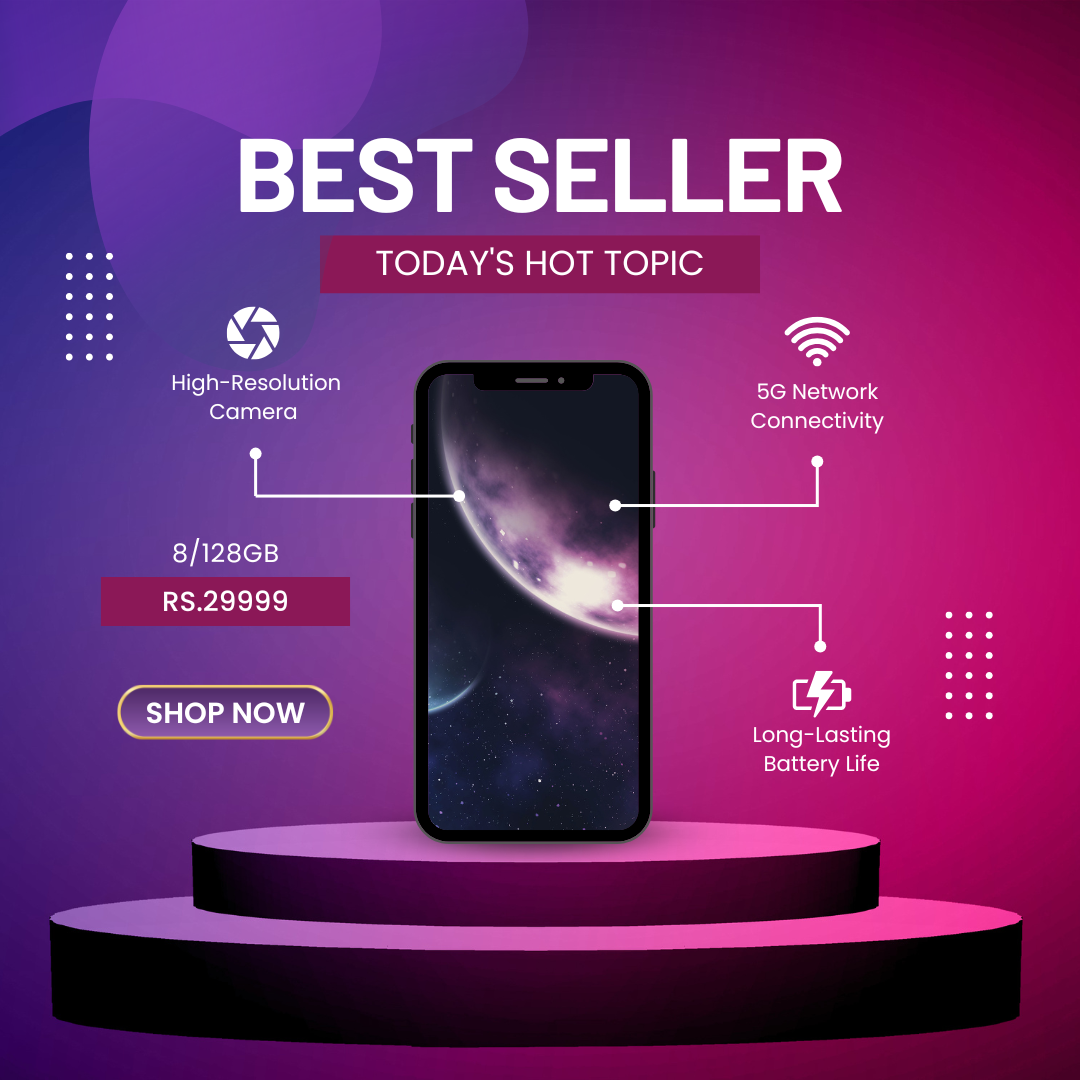 BEST SELLER
TODAY'S HOT TOPIC
High-Resolution
Camera
5G Network
Connectivity
8/128GB
RS.29999
SHOP NOW
Long-Lasting
Battery Life